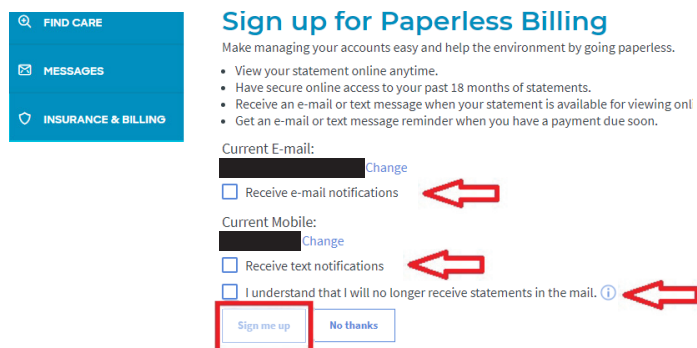 FIND CARE
MESSAGES
INSURANCE & BILLING
Sign up for Paperless Billing
Make managing your accounts easy and help the environment by going paperless.
• View your statement online anytime.
• Have secure online access to your past 18 months of statements.
• Receive an e-mail or text message when your statement is available for viewing onl
• Get an e-mail or text message reminder when you have a payment due soon.
Current E-mail:
Change
Receive e-mail notifications
Current Mobile:
Change
Receive text notifications
I understand that I will no longer receive statements in the mail.
Sign me up No thanks